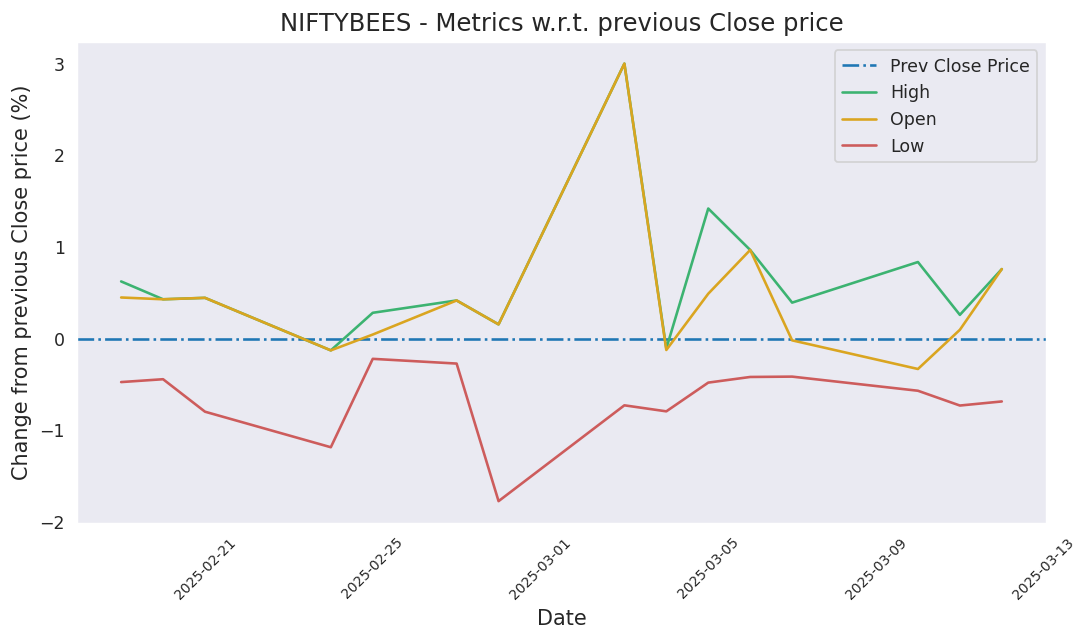 NIFTYBEES - Metrics w.r.t. previous Close price
Change from previous Close price (%)
3
2
1
0
−1
−2
Prev Close Price
High
Open
Low
2025-02-21
2025-02-25
2025-03-01
2025-03-05
2025-03-09
2025-03-13
Date